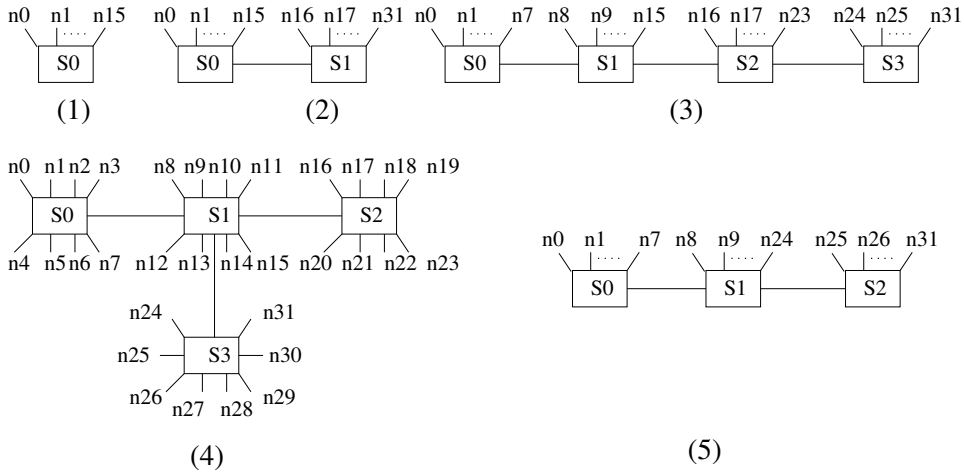 n0 n1 n15 n0 n1 n15 n16 n17 n31 n0 n1 n7 n8 n9 n15 n16 n17 n23 n24 n25 n31
..... ..... ..... ..... ..... ..... .....
S0 S0 S1 S0 S1 S2 S3
(1) (2) (3)
n0 n1 n2 n3 n8 n9 n10 n11 n16 n17 n18 n19
S0 S1 S2
n4 n5 n6 n7 n12 n13 n14 n15 n20 n21 n22 n23
n0 n1 n7 n8 n9 n24 n25 n26 n31
..... ..... .....
S0 S1 S2
n24 n31
n25 S3 n30
n26 n27 n28 n29
(4) (5)